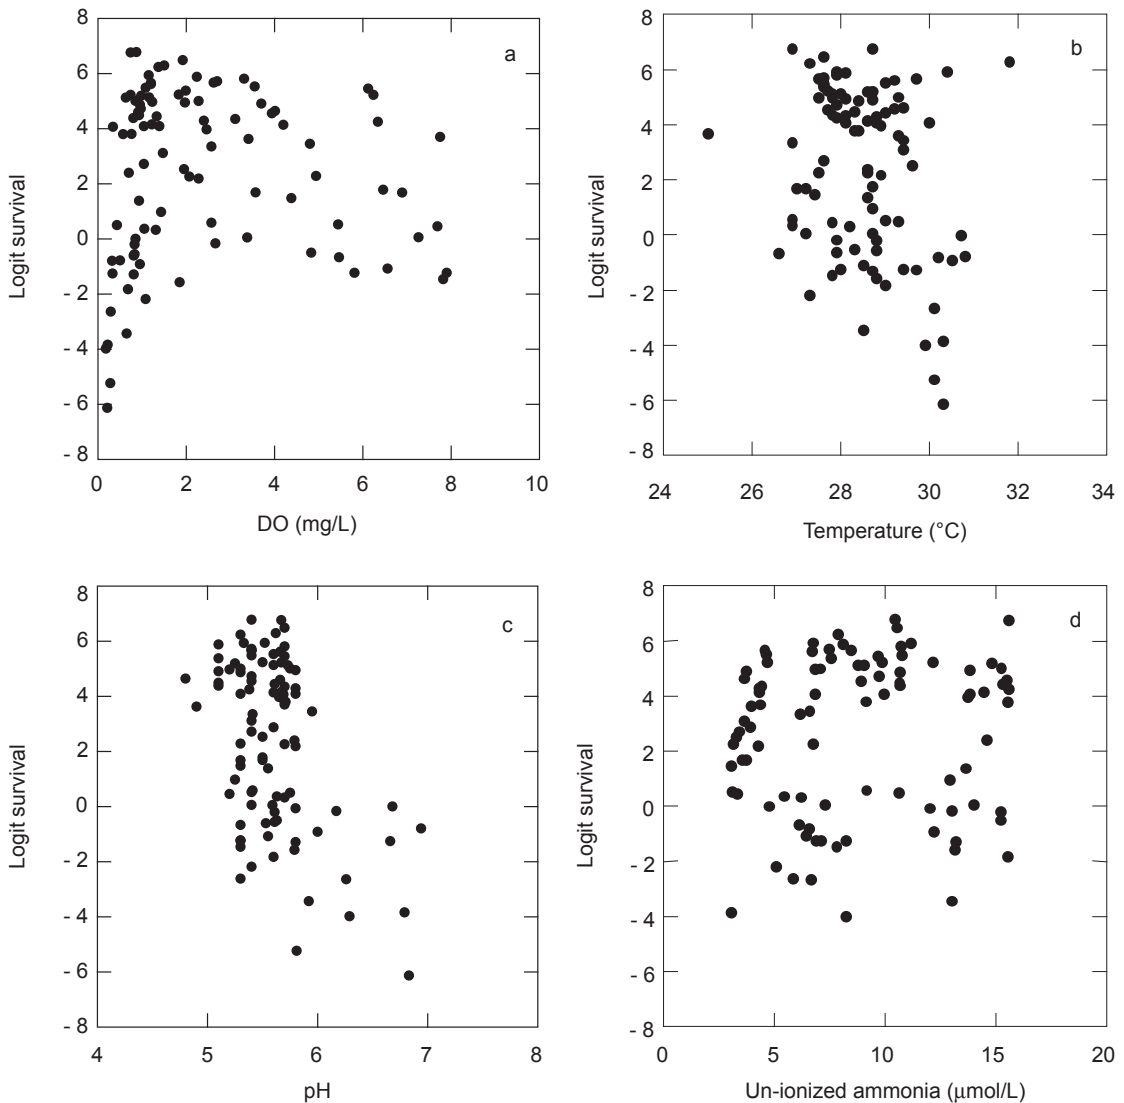 8
6
4
2
0
- 2
- 4
- 6
- 8
0 2 4 6 8 10
Logit survival
DO (mg/L)
a
8
6
4
2
0
- 2
- 4
- 6
- 8
24 26 28 30 32 34
Logit survival
Temperature (°C)
b
8
6
4
2
0
- 2
- 4
- 6
- 8
4 5 6 7 8
Logit survival
pH
c
8
6
4
2
0
- 2
- 4
- 6
- 8
0 5 10 15 20
Logit survival
Un-ionized ammonia (μmol/L)
d